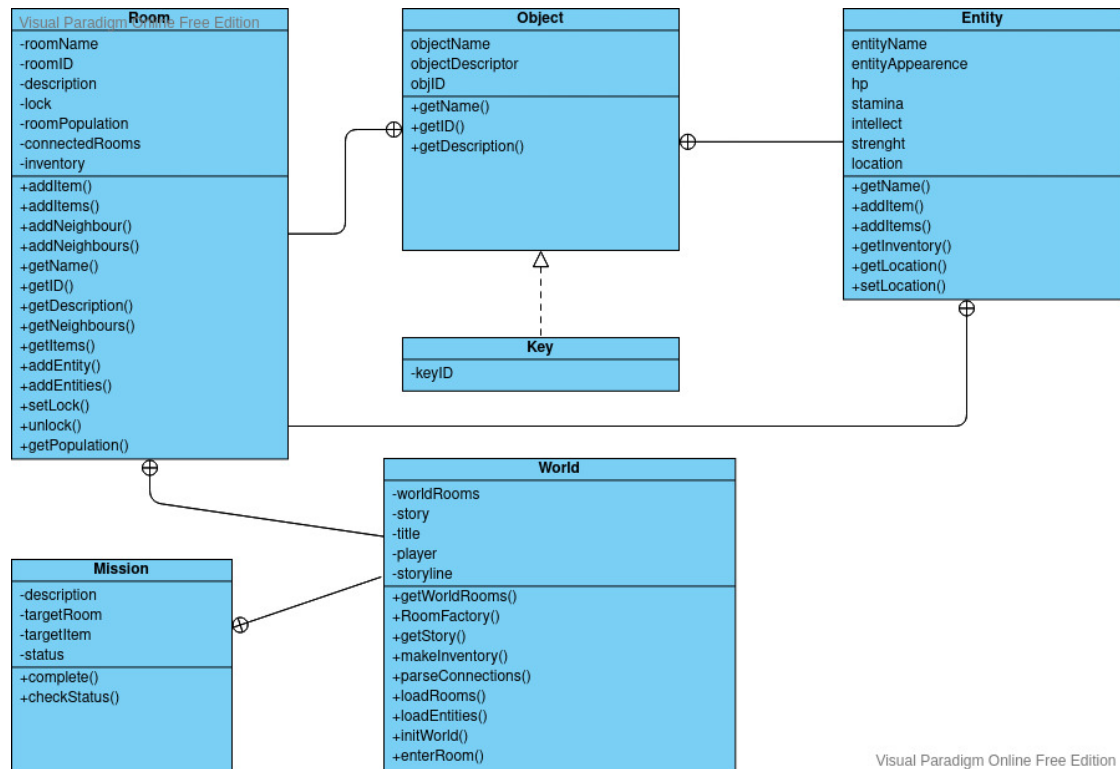 Room
Visual Paradigm Online Free Edition
-roomName
-roomID
-description
-lock
-roomPopulation
-connectedRooms
-inventory
+addItem()
+addItems()
+addNeighbour()
+addNeighbours()
+getName()
+getID()
+getDescription()
+getNeighbours()
+getItems()
+addEntity()
+addEntities()
+setLock()
+unlock()
+getPopulation()
Object
objectName
objectDescriptor
objID
+getName()
+getID()
+getDescription()
Entity
entityName
entityAppearence
hp
stamina
intellect
strenght
location
+getName()
+addItem()
+addItems()
+getInventory()
+getLocation()
+setLocation()
Key
-keyID
World
-worldRooms
-story
-title
-player
-storyline
+getWorldRooms()
+RoomFactory()
+getStory()
+makeInventory()
+parseConnections()
+loadRooms()
+loadEntities()
+initWorld()
+enterRoom()
Mission
-description
-targetRoom
-targetItem
-status
+complete()
+checkStatus()
Visual Paradigm Online Free Edition